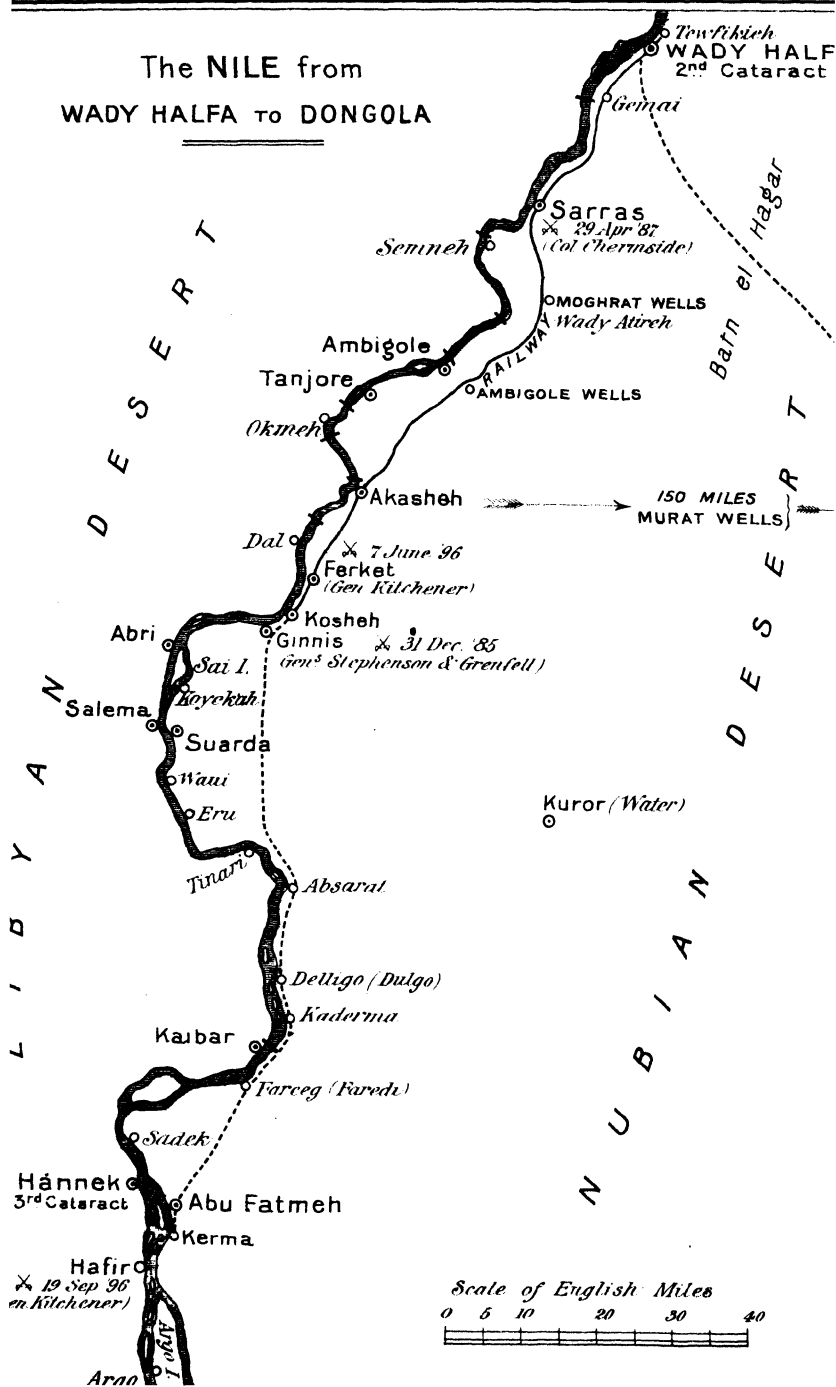 The NILE from
WADY HALFA TO DONGOLA
Tewfikieh
WADY HALF
2nd Cataract
Gemai
Sarras
29 Apr '87
(Col Chermside)
Semneh
Batn el Hagar
MOGHRAT WELLS
Wady Atireh
RAILWAY
Ambigole
Tanjore
AMBIGOLE WELLS
Okmeh
Akasheh
150 MILES
MURAT WELLS
Dal
7 June '96
Ferket
(Gen Kitchener)
Kosheh
Ginnis
31 Dec. '85
Gens Stephenson & Grenfell)
Abri
Sai I.
Koyekah
Salema
Suarda
Waui
Eru
Kuror (Water)
Tinari
Absarat
Delligo (Dulgo)
Kaderma
Kaibar
Fareeg (Faredi)
Sadek
Hánnek
3rd Cataract
Abu Fatmeh
Kerma
Hafir
19 Sep '96
en. Kitchener)
Argo I.
Argo
LIBYAN DESERT
NUBIAN DESERT
Scale of English Miles
0 5 10 20 30 40